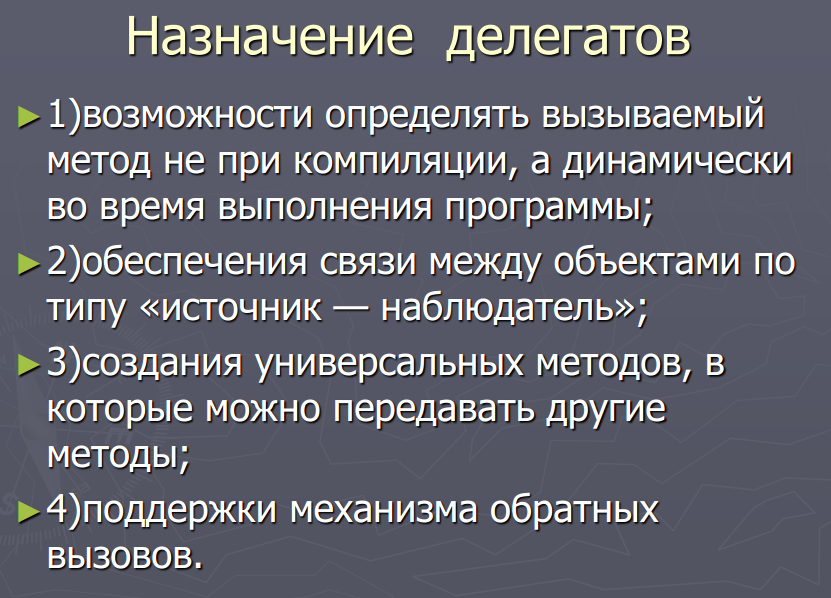 Назначение делегатов
►1)возможности определять вызываемый
метод не при компиляции, а динамически
во время выполнения программы;
►2)обеспечения связи между объектами по
типу «источник — наблюдатель»;
►3)создания универсальных методов, в
которые можно передавать другие
методы;
►4)поддержки механизма обратных
вызовов.